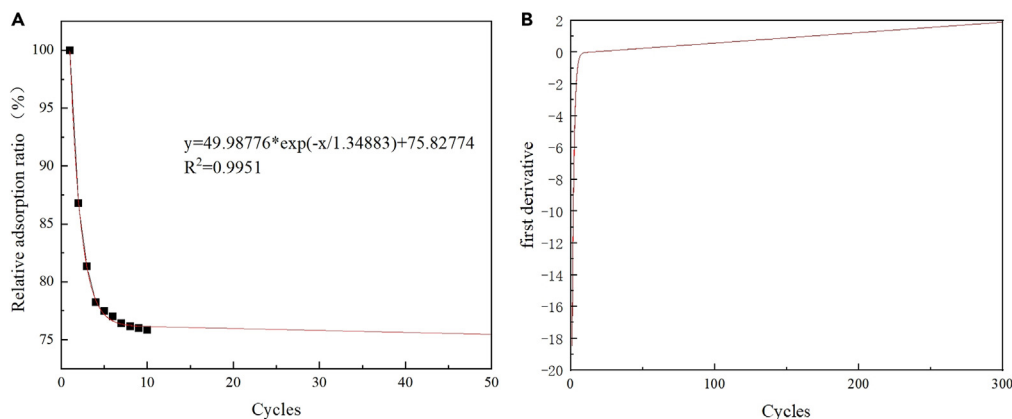 A
Relative adsorption ratio（%）
100
95
90
85
80
75
y=49.98776*exp(-x/1.34883)+75.82774
R²=0.9951
0 10 20 30 40 50
Cycles
B
first derivative
2
0
-2
-4
-6
-8
-10
-12
-14
-16
-18
-20
0 100 200 300
Cycles